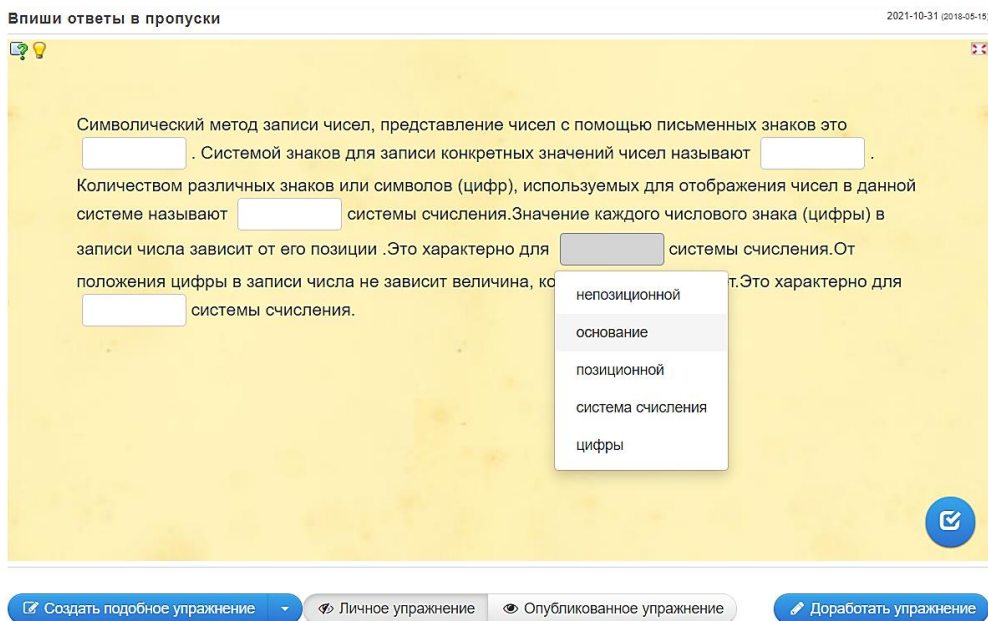 Впиши ответы в пропуски
2021-10-31 (2018-05-15)
Символический метод записи чисел, представление чисел с помощью письменных знаков это
. Системой знаков для записи конкретных значений чисел называют .
Количеством различных знаков или символов (цифр), используемых для отображения чисел в данной
системе называют системы счисления.Значение каждого числового знака (цифры) в
записи числа зависит от его позиции .Это характерно для системы счисления.От
положения цифры в записи числа не зависит величина, ко т.Это характерно для
системы счисления.
непозиционной
основание
позиционной
система счисления
цифры
Создать подобное упражнение
Личное упражнение
Опубликованное упражнение
Доработать упражнение